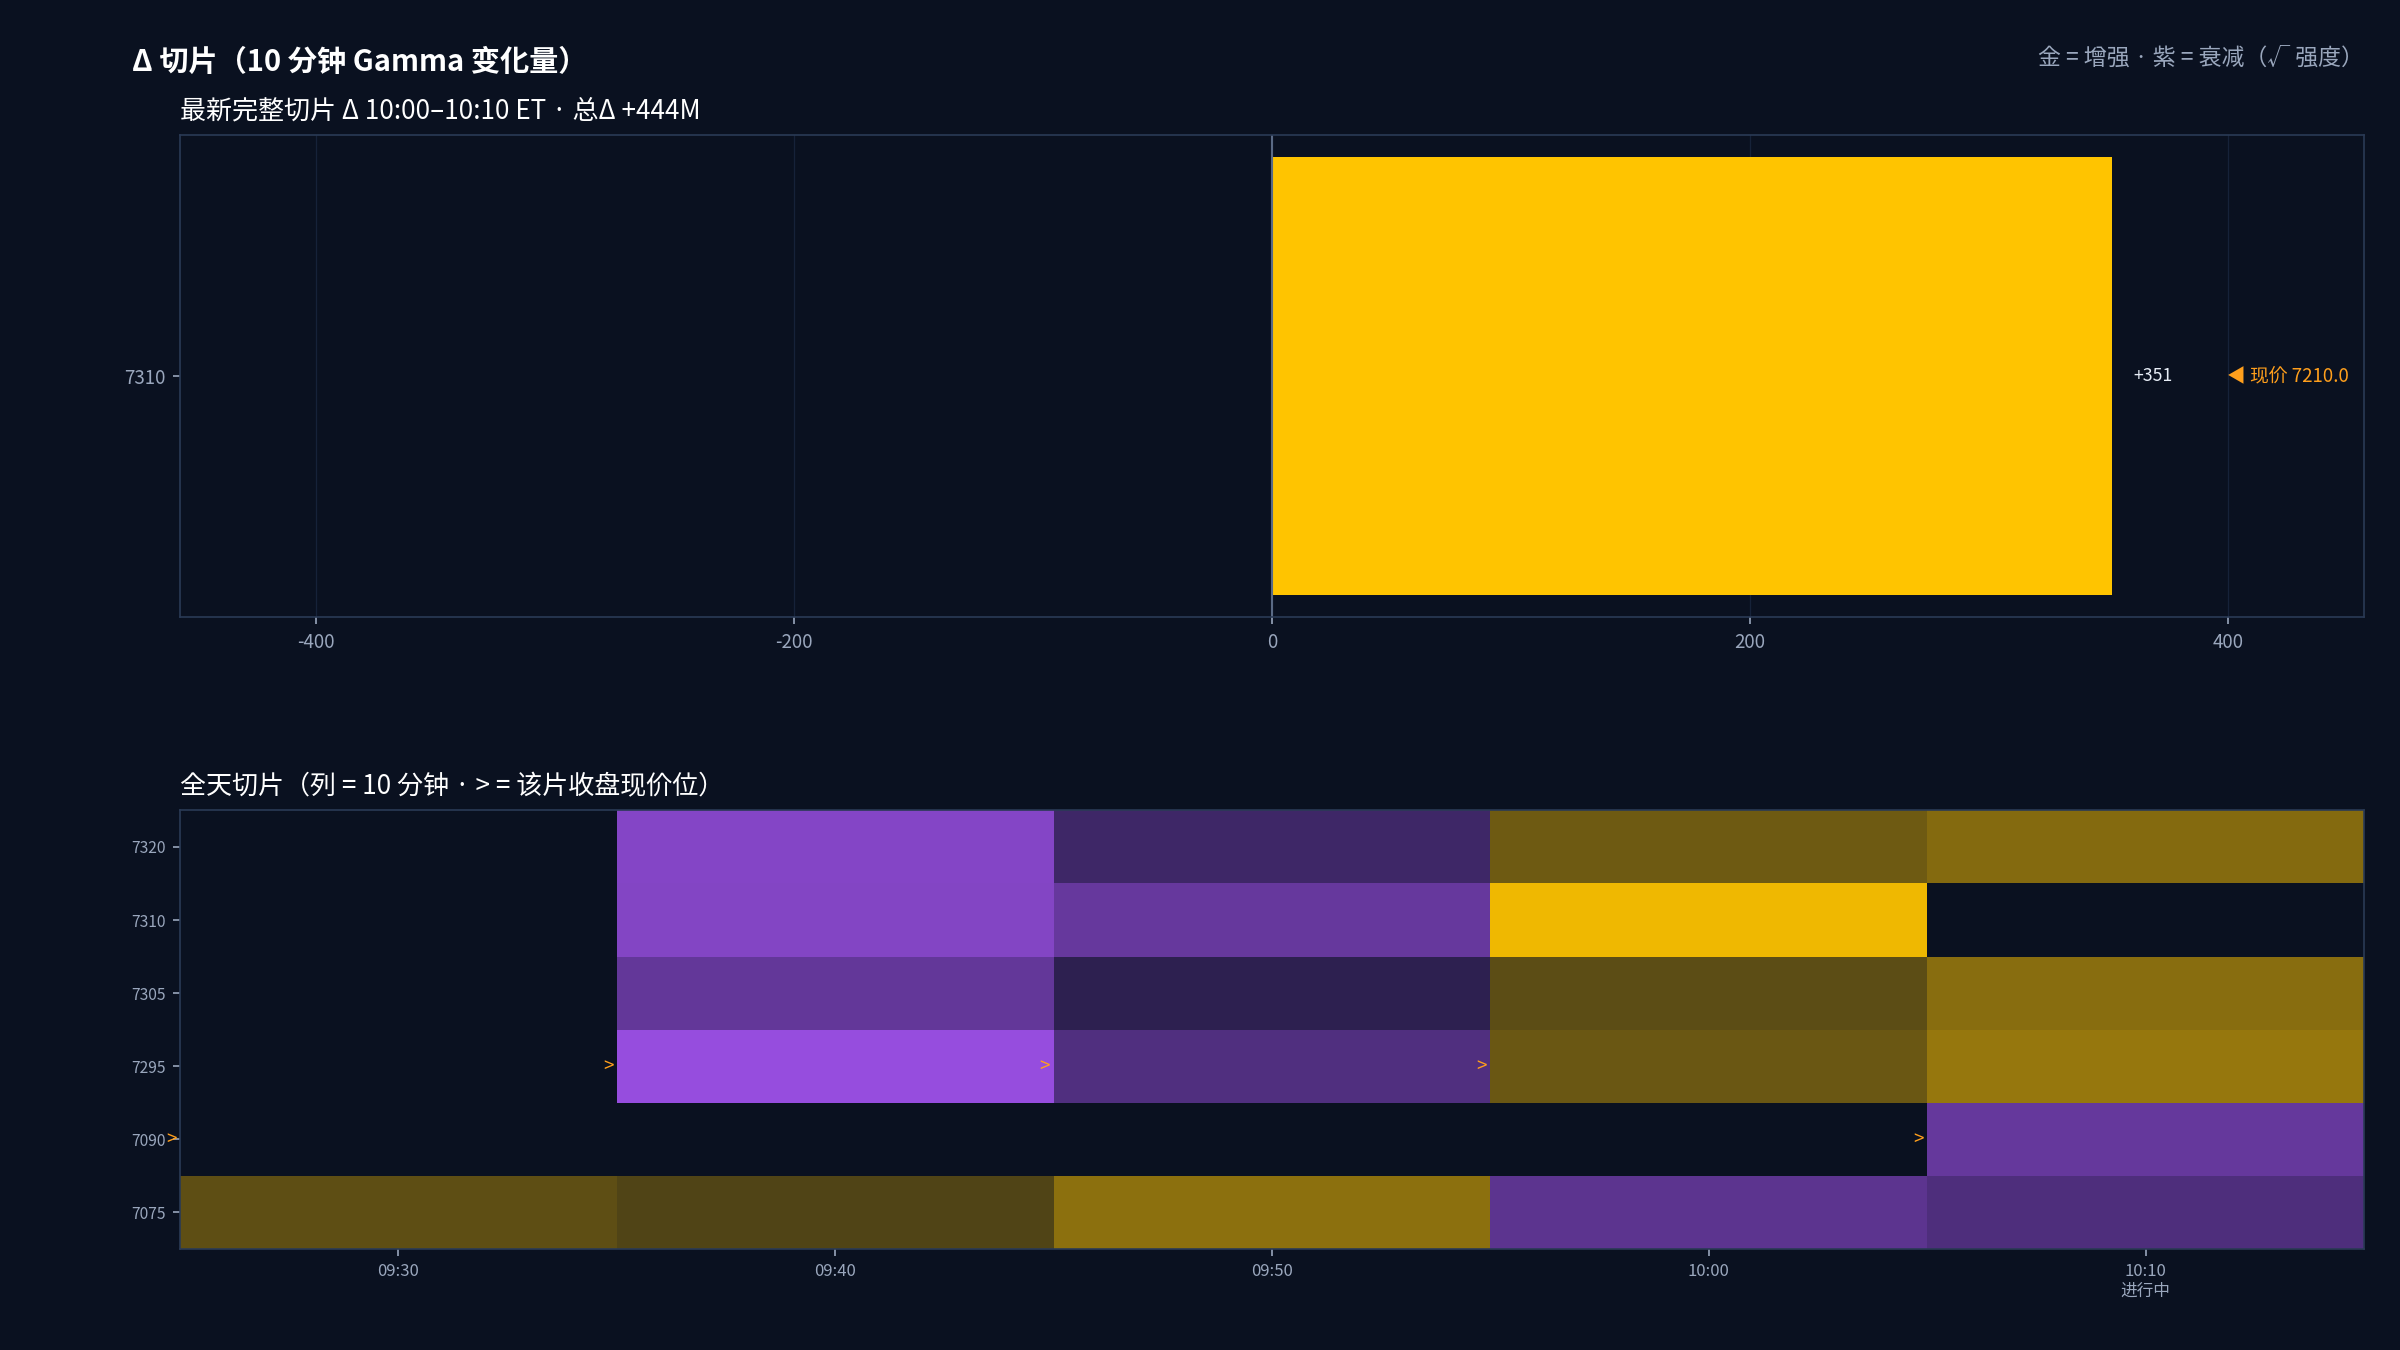 Δ 切片（10 分钟 Gamma 变化量）
金 = 增强 · 紫 = 衰减（√ 强度）
最新完整切片 Δ 10:00–10:10 ET · 总Δ +444M
7310
+351
◀ 现价 7210.0
-400
-200
0
200
400
全天切片（列 = 10 分钟 · > = 该片收盘现价位）
7320
7310
7305
7295
> > >
7090
> >
7075
09:30
09:40
09:50
10:00
10:10
进行中